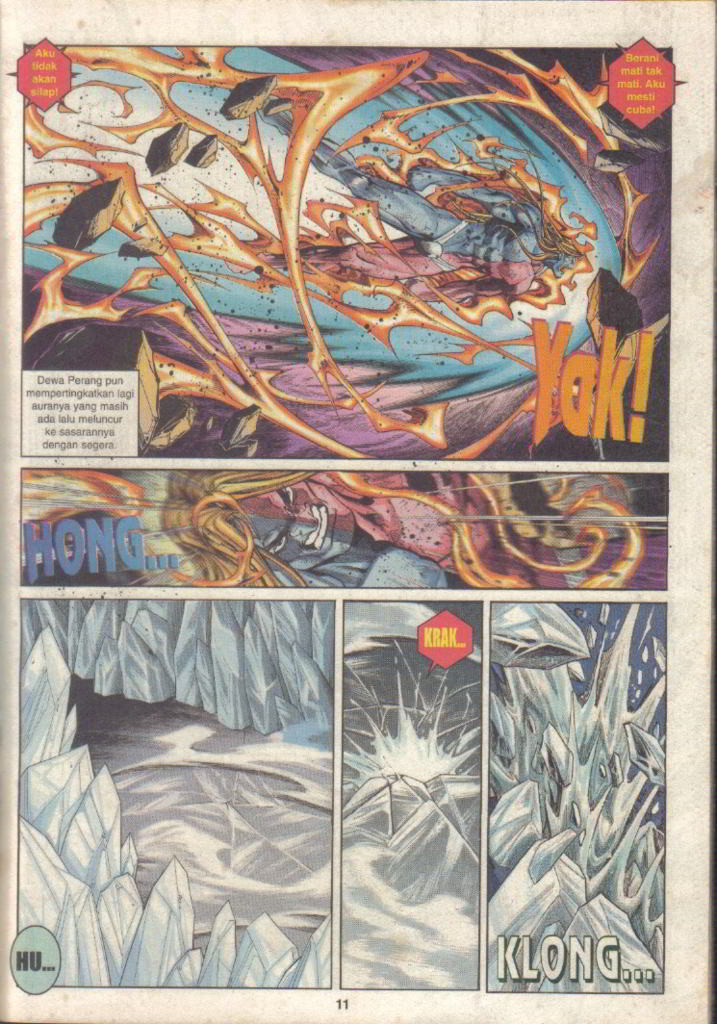 Aku
tidak
akan
silap!
Berani
mati tak
mati. Aku
mesti
cuba!
Dewa Perang pun
mempertingkatkan lagi
auranya yang masih
ada lalu meluncur
ke sasarannya
dengan segera.
Yak!
HONG...
KRAK...
HU...
KLONG...
11